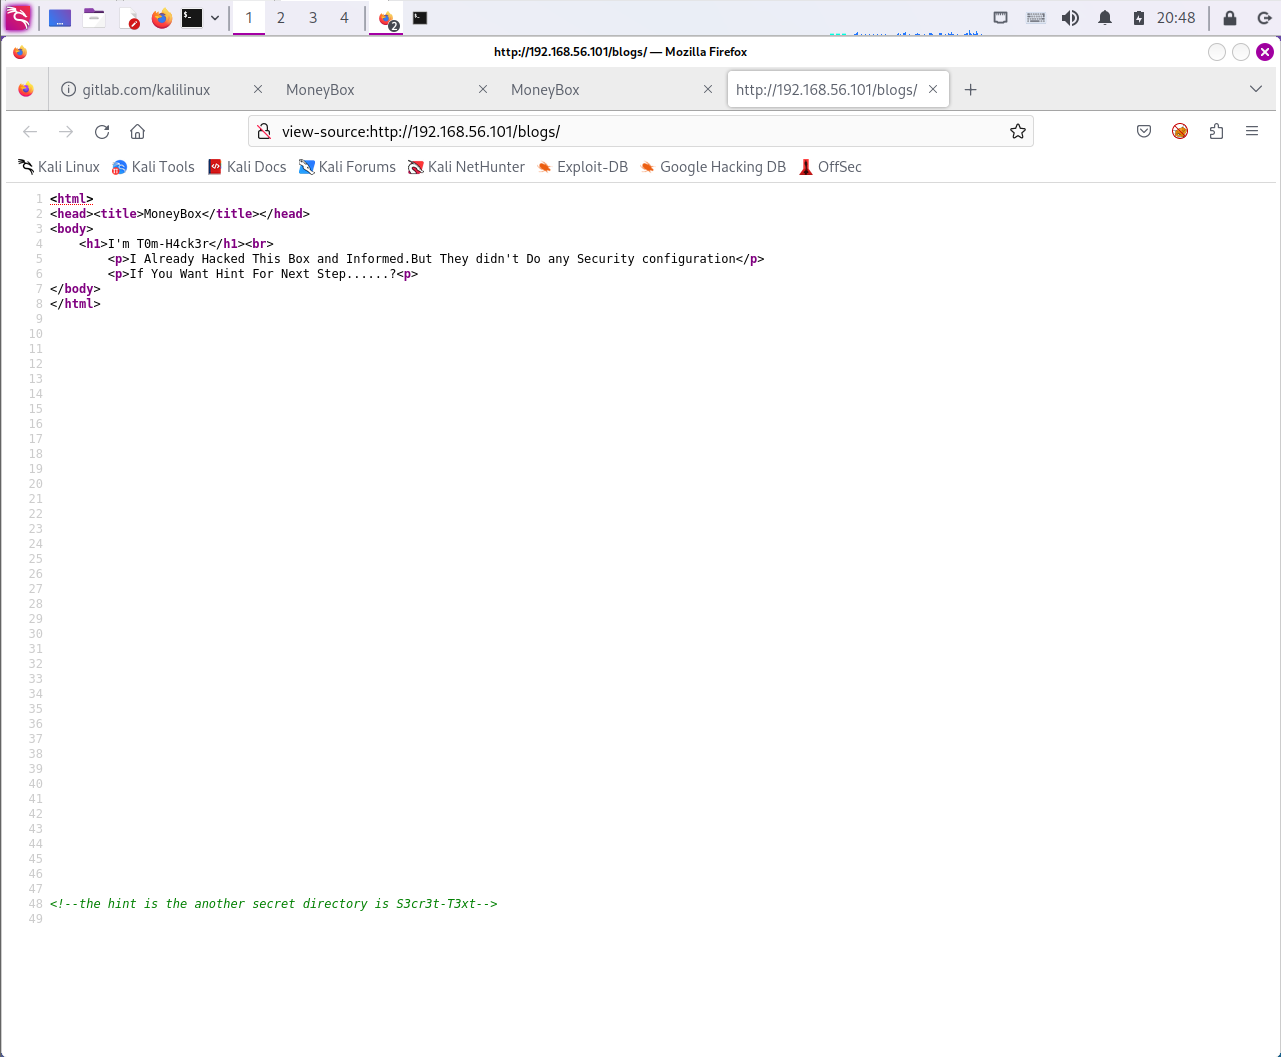 1 2 3 4 2 20:48
http://192.168.56.101/blogs/ — Mozilla Firefox
gitlab.com/kalilinux MoneyBox MoneyBox http://192.168.56.101/blogs/
view-source:http://192.168.56.101/blogs/
Kali Linux Kali Tools Kali Docs Kali Forums Kali NetHunter Exploit-DB Google Hacking DB OffSec
1 <html>
2 <head><title>MoneyBox</title></head>
3 <body>
4     <h1>I'm T0m-H4ck3r</h1><br>
5         <p>I Already Hacked This Box and Informed.But They didn't Do any Security configuration</p>
6         <p>If You Want Hint For Next Step......?<p>
7 </body>
8 </html>
9
10
11
12
13
14
15
16
17
18
19
20
21
22
23
24
25
26
27
28
29
30
31
32
33
34
35
36
37
38
39
40
41
42
43
44
45
46
47
48 <!--the hint is the another secret directory is S3cr3t-T3xt-->
49